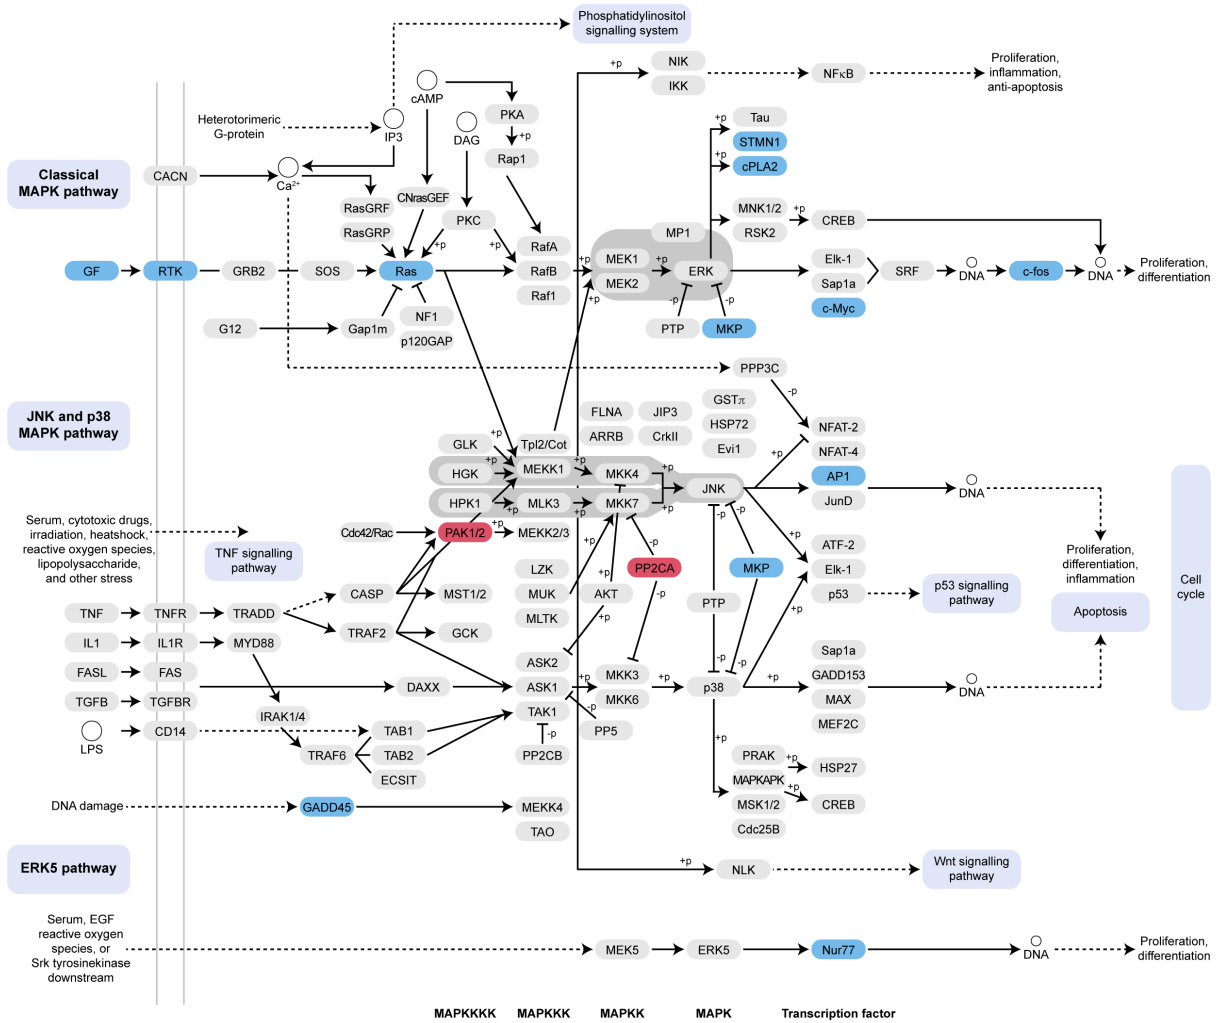 Phosphatidylinositol
signalling system
+p
NIK
IKK
NFκB
Proliferation,
inflammation,
anti-apoptosis
cAMP
PKA
+p
Rap1
Heterotorimeric
G-protein
IP3
DAG
Tau
STMN1
cPLA2
+p
+p
Classical
MAPK pathway
CACN
Ca²⁺
RasGRF
RasGRP
CNrasGEF
PKC
+p
+p
RafA
RafB
Raf1
MP1
MEK1
MEK2
+p
+p
+p
ERK
+p
MNK1/2
RSK2
+p
CREB
GF
RTK
GRB2
SOS
Ras
Elk-1
Sap1a
c-Myc
SRF
DNA
c-fos
DNA
Proliferation,
differentiation
G12
Gap1m
NF1
p120GAP
-p
-p
PTP
MKP
PPP3C
-p
JNK and p38
MAPK pathway
FLNA
ARRB
JIP3
CrkII
GSTπ
HSP72
Evi1
NFAT-2
NFAT-4
AP1
JunD
+p
GLK
HGK
HPK1
+p
+p
+p
Tpl2/Cot
MEKK1
MLK3
+p
+p
MKK4
MKK7
+p
JNK
DNA
Serum, cytotoxic drugs,
irradiation, heatshock,
reactive oxygen species,
lipopolysaccharide,
and other stress
TNF signalling
pathway
Cdo42/Rac
PAK1/2
+p
MEKK2/3
-p
-p
-p
+p
ATF-2
Elk-1
p53
p53 signalling
pathway
Proliferation,
differentiation,
inflammation
Apoptosis
Cell
cycle
LZK
MUK
MLTK
+p
AKT
+p
PP2CA
-p
MKP
PTP
+p
TNF
TNFR
TRADD
CASP
MST1/2
IL1
IL1R
MYD88
TRAF2
GCK
FASL
FAS
DAXX
TGFB
TGFBR
LPS
CD14
IRAK1/4
TRAF6
TAB1
TAB2
ECSIT
ASK2
ASK1
TAK1
+p
-p
PP2CB
-p
PP5
MKK3
MKK6
+p
-p
-p
p38
+p
Sap1a
GADD153
MAX
MEF2C
DNA
+p
PRAK
MAPKAPK
MSK1/2
Cdc25B
+p
+p
HSP27
CREB
DNA damage
GADD45
MEKK4
TAO
ERK5 pathway
+p
NLK
Wnt signalling
pathway
Serum, EGF
reactive oxygen
species, or
Srk tyrosinekinase
downstream
MEK5
ERK5
Nur77
DNA
Proliferation,
differentiation
MAPKKKK
MAPKKK
MAPKK
MAPK
Transcription factor